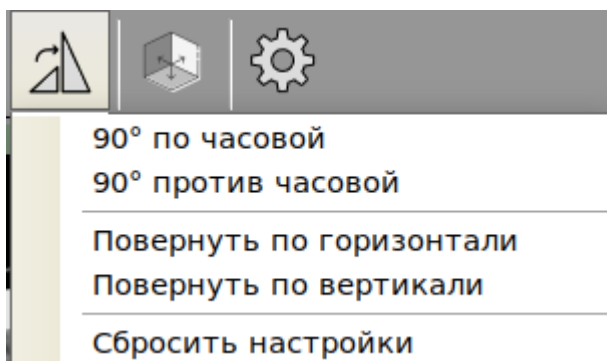 90° по часовой
90° против часовой
Повернуть по горизонтали
Повернуть по вертикали
Сбросить настройки